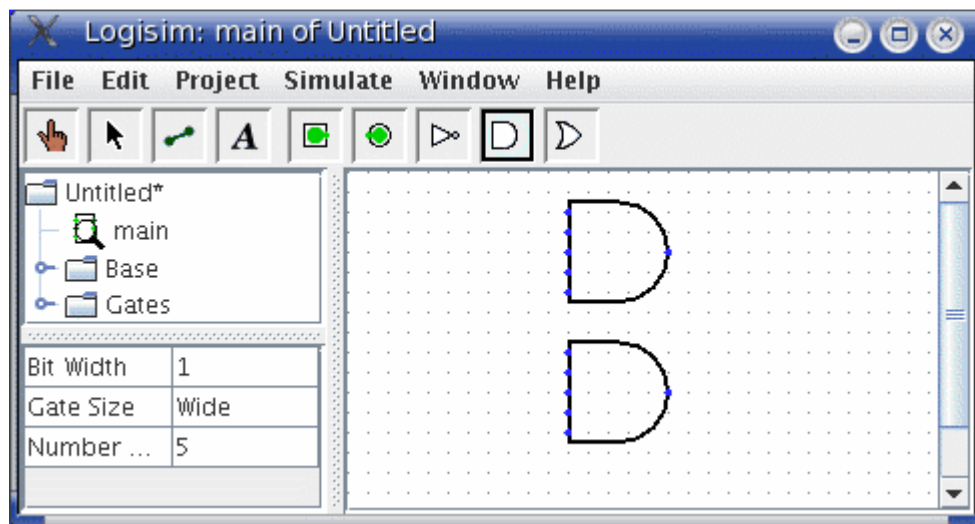 Logisim: main of Untitled
File Edit Project Simulate Window Help
A
Untitled*
main
Base
Gates
Bit Width 1
Gate Size Wide
Number ... 5